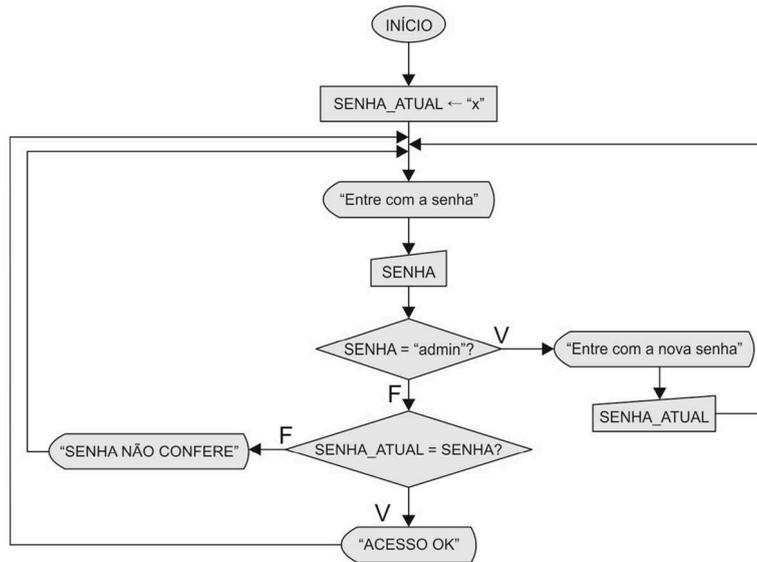 INÍCIO
SENHA_ATUAL ← “x”
“Entre com a senha”
SENHA
SENHA = “admin”?
V
“Entre com a nova senha”
SENHA_ATUAL
F
SENHA_ATUAL = SENHA?
F
“SENHA NÃO CONFERE”
V
“ACESSO OK”